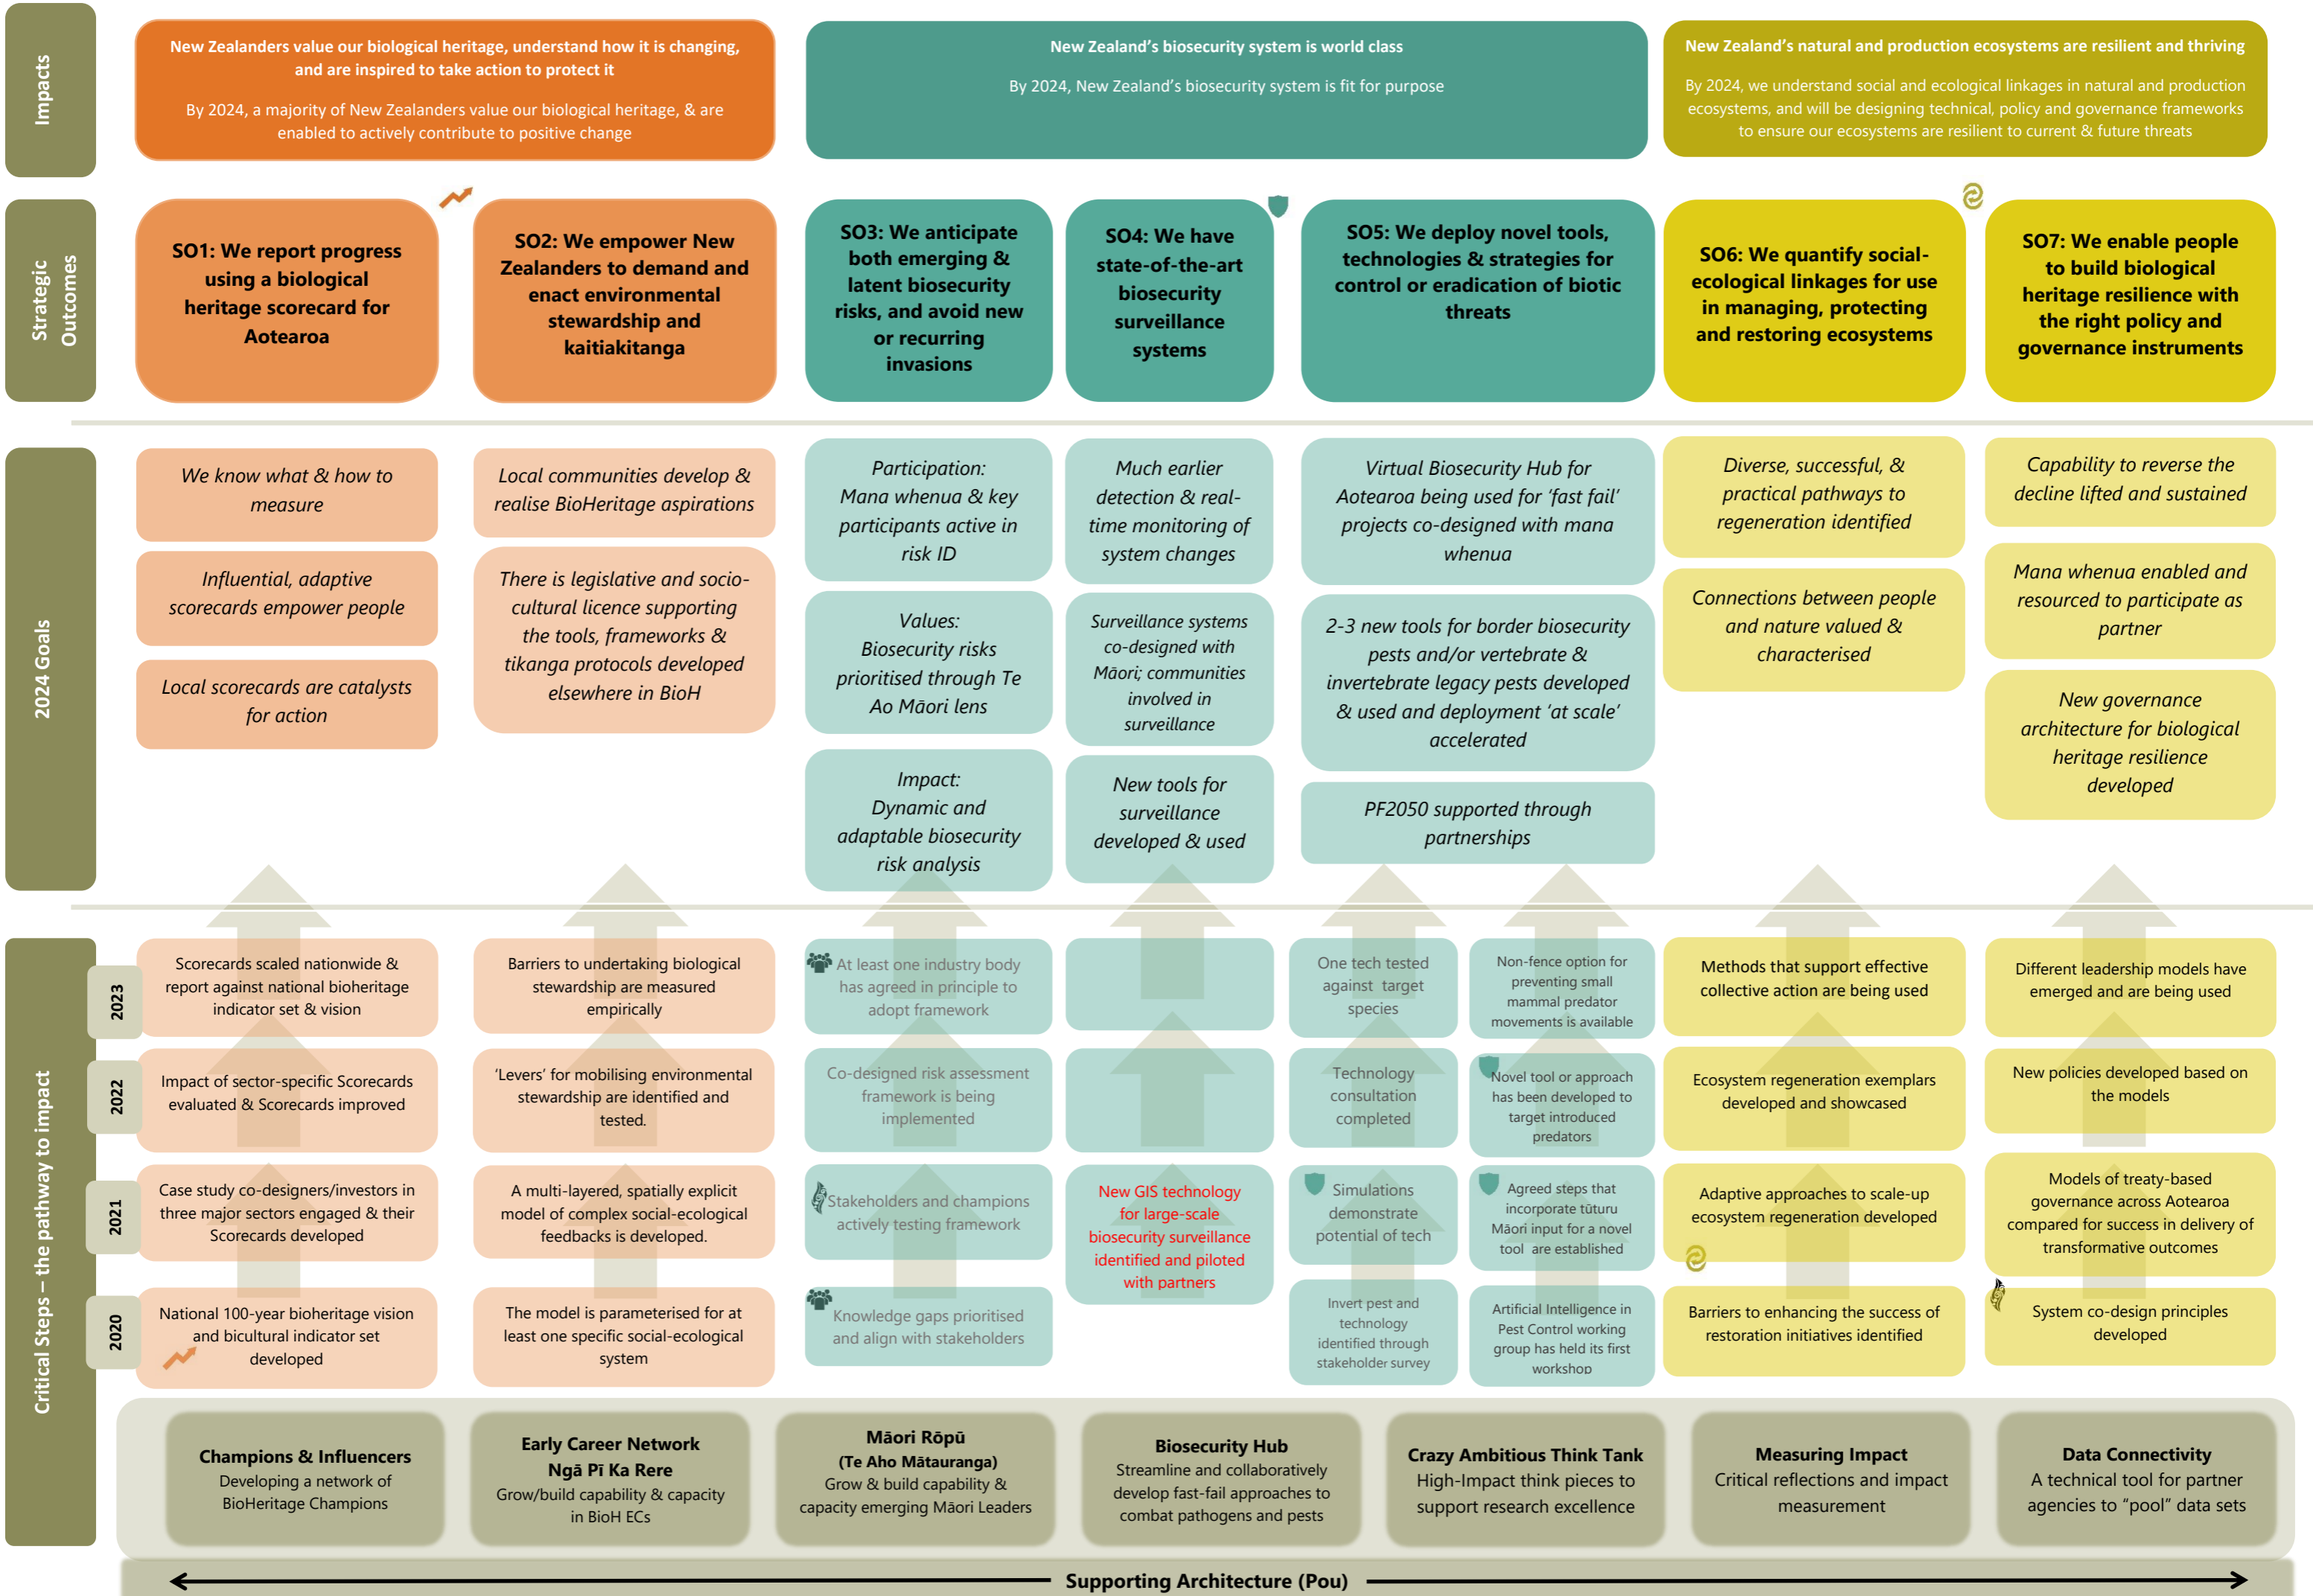 Impacts
New Zealanders value our biological heritage, understand how it is changing,
and are inspired to take action to protect it
By 2024, a majority of New Zealanders value our biological heritage, & are
enabled to actively contribute to positive change
New Zealand's biosecurity system is world class
By 2024, New Zealand's biosecurity system is fit for purpose
New Zealand's natural and production ecosystems are resilient and thriving
By 2024, we understand social and ecological linkages in natural and production
ecosystems, and will be designing technical, policy and governance frameworks
to ensure our ecosystems are resilient to current & future threats
Strategic
Outcomes
SO1: We report progress
using a biological
heritage scorecard for
Aotearoa
SO2: We empower New
Zealanders to demand and
enact environmental
stewardship and
kaitiakitanga
SO3: We anticipate
both emerging &
latent biosecurity
risks, and avoid new
or recurring
invasions
SO4: We have
state-of-the-art
biosecurity
surveillance
systems
SO5: We deploy novel tools,
technologies & strategies for
control or eradication of biotic
threats
SO6: We quantify social-
ecological linkages for use
in managing, protecting
and restoring ecosystems
SO7: We enable people
to build biological
heritage resilience with
the right policy and
governance instruments
2024 Goals
We know what & how to
measure
Influential, adaptive
scorecards empower people
Local scorecards are catalysts
for action
Local communities develop &
realise BioHeritage aspirations
There is legislative and socio-
cultural licence supporting
the tools, frameworks &
tikanga protocols developed
elsewhere in BioH
Participation:
Mana whenua & key
participants active in
risk ID
Values:
Biosecurity risks
prioritised through Te
Ao Māori lens
Impact:
Dynamic and
adaptable biosecurity
risk analysis
Much earlier
detection & real-
time monitoring of
system changes
Surveillance systems
co-designed with
Māori; communities
involved in
surveillance
New tools for
surveillance
developed & used
Virtual Biosecurity Hub for
Aotearoa being used for 'fast fail'
projects co-designed with mana
whenua
2-3 new tools for border biosecurity
pests and/or vertebrate &
invertebrate legacy pests developed
& used and deployment 'at scale'
accelerated
PF2050 supported through
partnerships
Diverse, successful, &
practical pathways to
regeneration identified
Connections between people
and nature valued &
characterised
Capability to reverse the
decline lifted and sustained
Mana whenua enabled and
resourced to participate as
partner
New governance
architecture for biological
heritage resilience
developed
Critical Steps – the pathway to impact
2023
Scorecards scaled nationwide &
report against national bioheritage
indicator set & vision
Barriers to undertaking biological
stewardship are measured
empirically
At least one industry body
has agreed in principle to
adopt framework
One tech tested
against target
species
Non-fence option for
preventing small
mammal predator
movements is available
Methods that support effective
collective action are being used
Different leadership models have
emerged and are being used
2022
Impact of sector-specific Scorecards
evaluated & Scorecards improved
'Levers' for mobilising environmental
stewardship are identified and
tested.
Co-designed risk assessment
framework is being
implemented
Technology
consultation
completed
Novel tool or approach
has been developed to
target introduced
predators
Ecosystem regeneration exemplars
developed and showcased
New policies developed based on
the models
2021
Case study co-designers/investors in
three major sectors engaged & their
Scorecards developed
A multi-layered, spatially explicit
model of complex social-ecological
feedbacks is developed.
Stakeholders and champions
actively testing framework
New GIS technology
for large-scale
biosecurity surveillance
identified and piloted
with partners
Simulations
demonstrate
potential of tech
Agreed steps that
incorporate tūturu
Māori input for a novel
tool are established
Adaptive approaches to scale-up
ecosystem regeneration developed
Models of treaty-based
governance across Aotearoa
compared for success in delivery of
transformative outcomes
2020
National 100-year bioheritage vision
and bicultural indicator set
developed
The model is parameterised for at
least one specific social-ecological
system
Knowledge gaps prioritised
and align with stakeholders
Invert pest and
technology
identified through
stakeholder survey
Artificial Intelligence in
Pest Control working
group has held its first
workshop
Barriers to enhancing the success of
restoration initiatives identified
System co-design principles
developed
Champions & Influencers
Developing a network of
BioHeritage Champions
Early Career Network
Ngā Pī Ka Rere
Grow/build capability & capacity
in BioH ECs
Māori Rōpū
(Te Aho Mātauranga)
Grow & build capability &
capacity emerging Māori Leaders
Biosecurity Hub
Streamline and collaboratively
develop fast-fail approaches to
combat pathogens and pests
Crazy Ambitious Think Tank
High-Impact think pieces to
support research excellence
Measuring Impact
Critical reflections and impact
measurement
Data Connectivity
A technical tool for partner
agencies to "pool" data sets
Supporting Architecture (Pou)